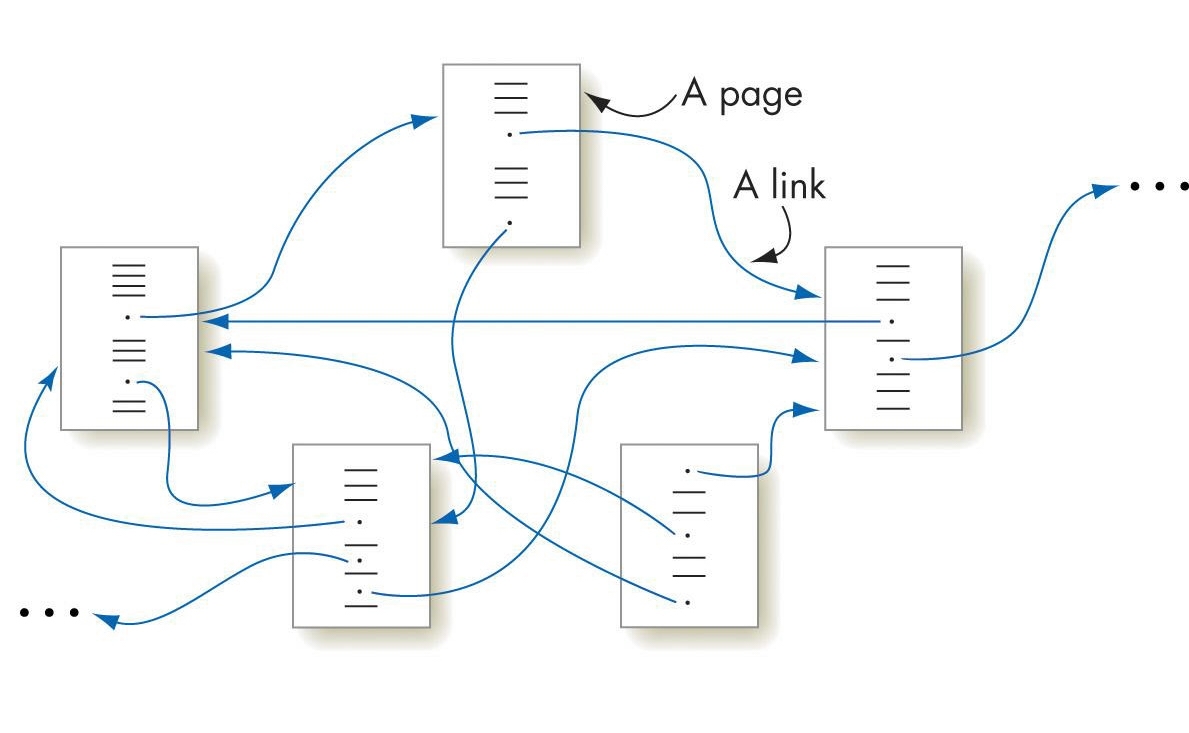 A page
A link
• • •
• • •